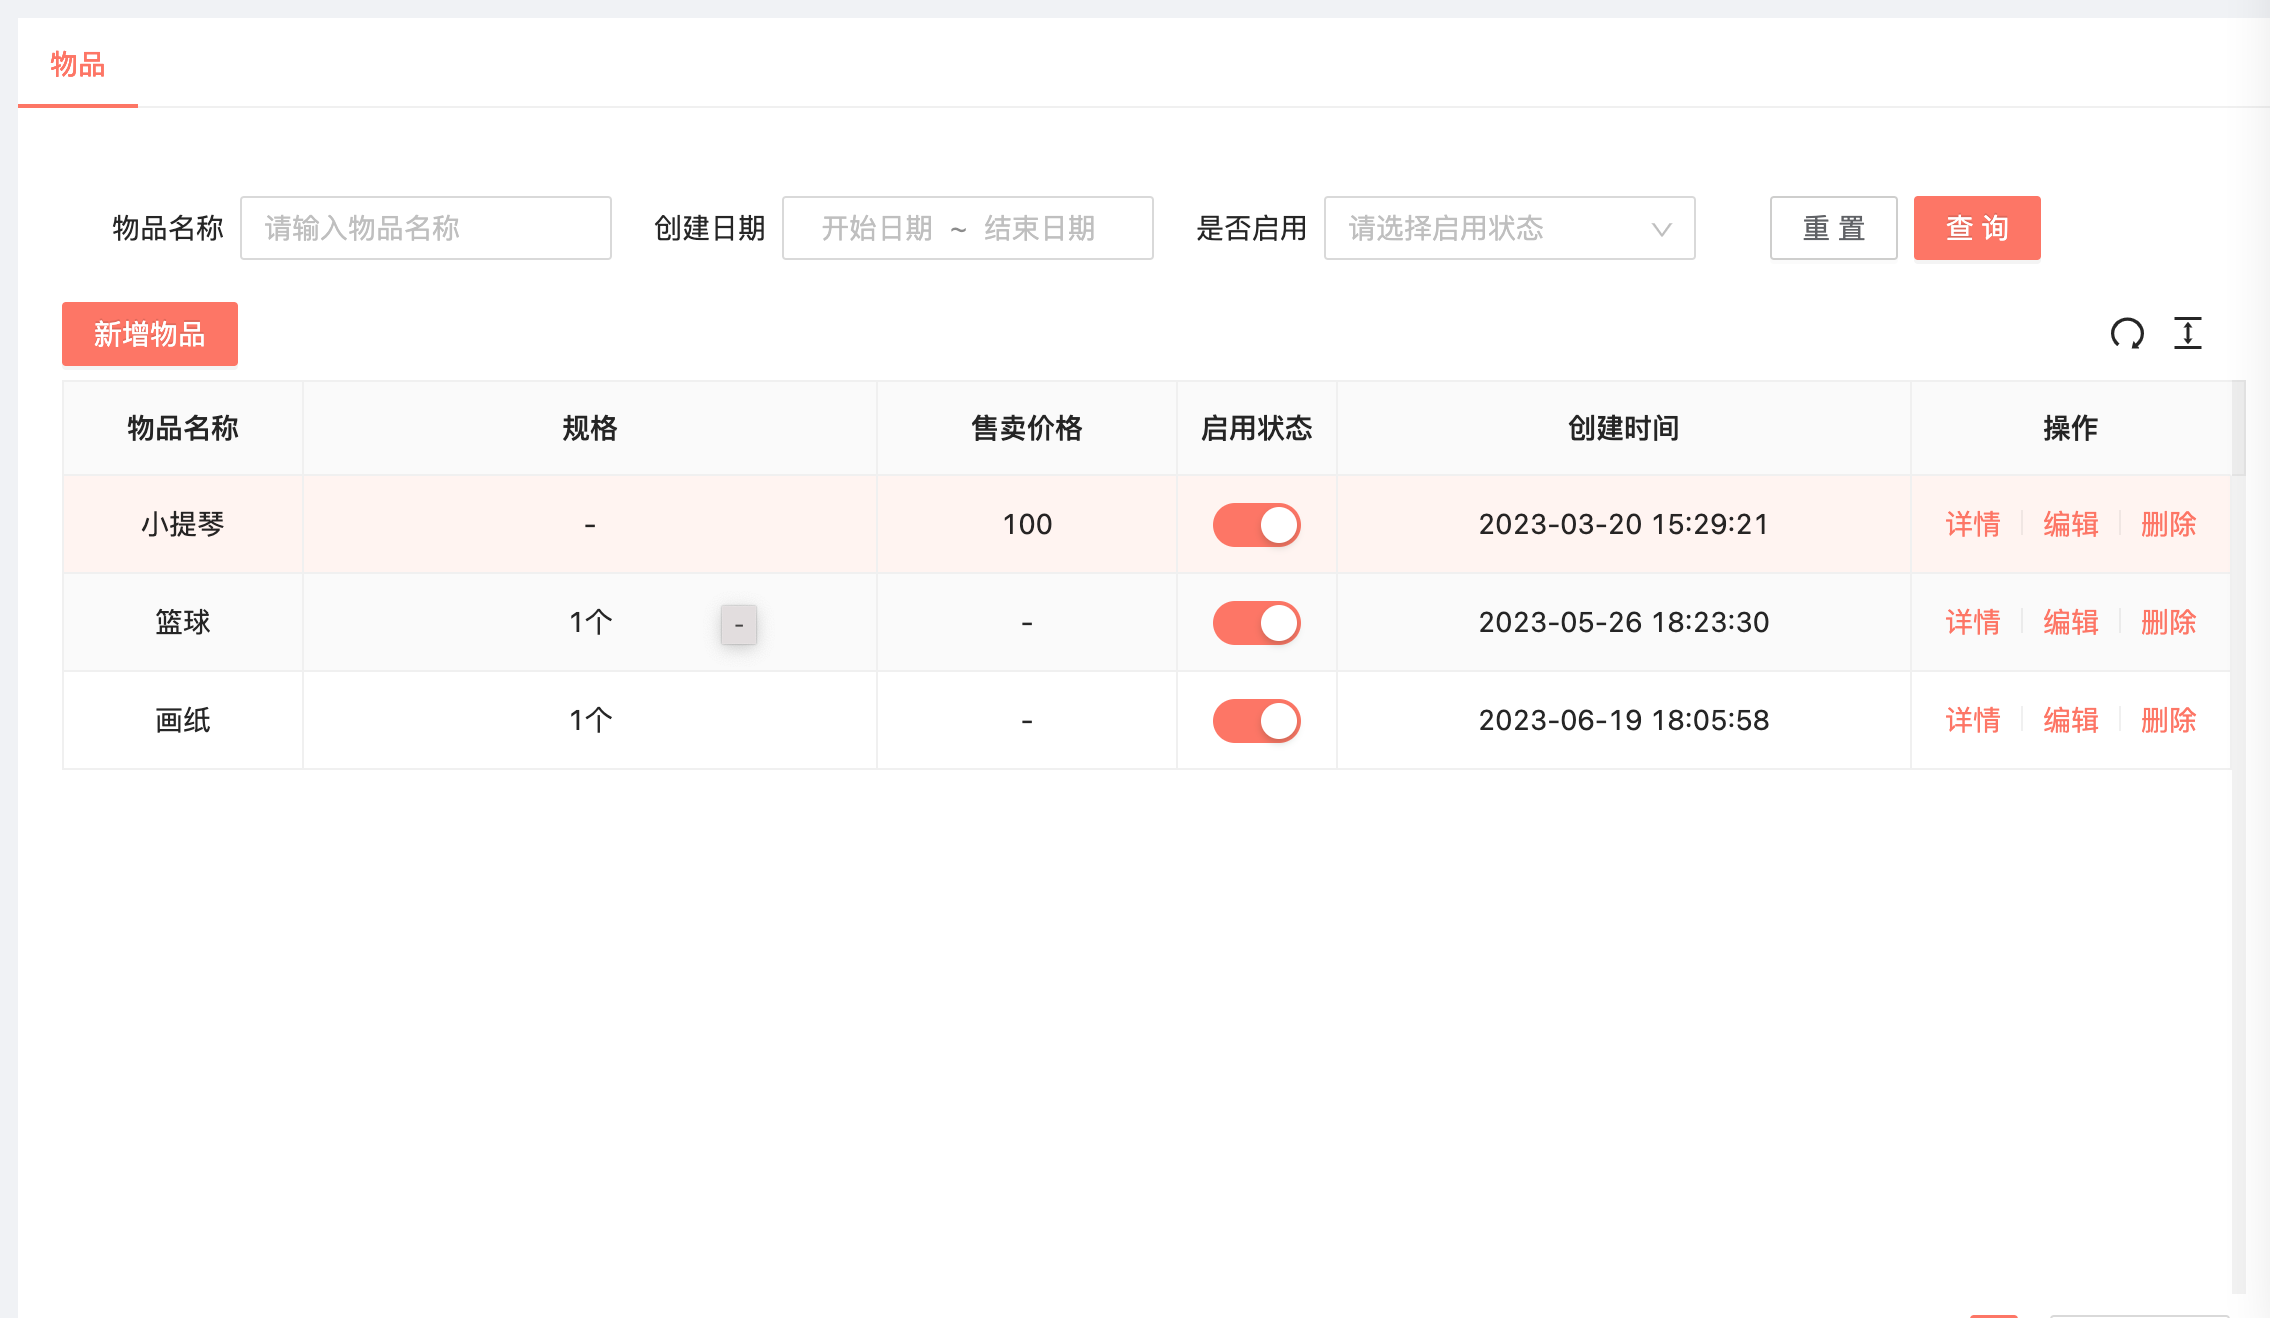 物品
物品名称 请输入物品名称 创建日期 开始日期 ~ 结束日期 是否启用 请选择启用状态 重 置 查 询
新增物品
物品名称 规格 售卖价格 启用状态 创建时间 操作
小提琴 - 100 2023-03-20 15:29:21 详情 编辑 删除
篮球 1个 - - 2023-05-26 18:23:30 详情 编辑 删除
画纸 1个 - 2023-06-19 18:05:58 详情 编辑 删除